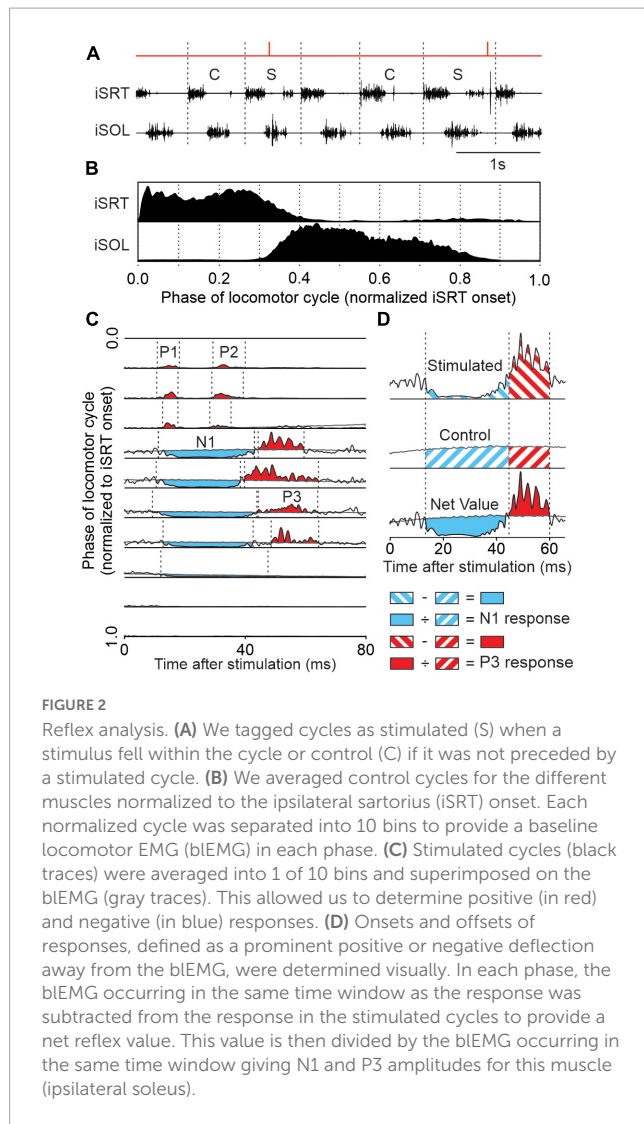 A
C S C S
iSRT
iSOL
1s
B
iSRT
iSOL
0.0 0.2 0.4 0.6 0.8 1.0
Phase of locomotor cycle (normalized iSRT onset)
C
0.0
P1 P2
N1
P3
Phase of locomotor cycle
(normalized to iSRT onset)
1.0
0 40 80
Time after stimulation (ms)
D
Stimulated
Control
Net Value
0 20 40 60
Time after stimulation (ms)
- =
÷ = N1 response
- =
÷ = P3 response
FIGURE 2
Reflex analysis. (A) We tagged cycles as stimulated (S) when a
stimulus fell within the cycle or control (C) if it was not preceded by
a stimulated cycle. (B) We averaged control cycles for the different
muscles normalized to the ipsilateral sartorius (iSRT) onset. Each
normalized cycle was separated into 10 bins to provide a baseline
locomotor EMG (blEMG) in each phase. (C) Stimulated cycles (black
traces) were averaged into 1 of 10 bins and superimposed on the
blEMG (gray traces). This allowed us to determine positive (in red)
and negative (in blue) responses. (D) Onsets and offsets of
responses, defined as a prominent positive or negative deflection
away from the blEMG, were determined visually. In each phase, the
blEMG occurring in the same time window as the response was
subtracted from the response in the stimulated cycles to provide a
net reflex value. This value is then divided by the blEMG occurring in
the same time window giving N1 and P3 amplitudes for this muscle
(ipsilateral soleus).